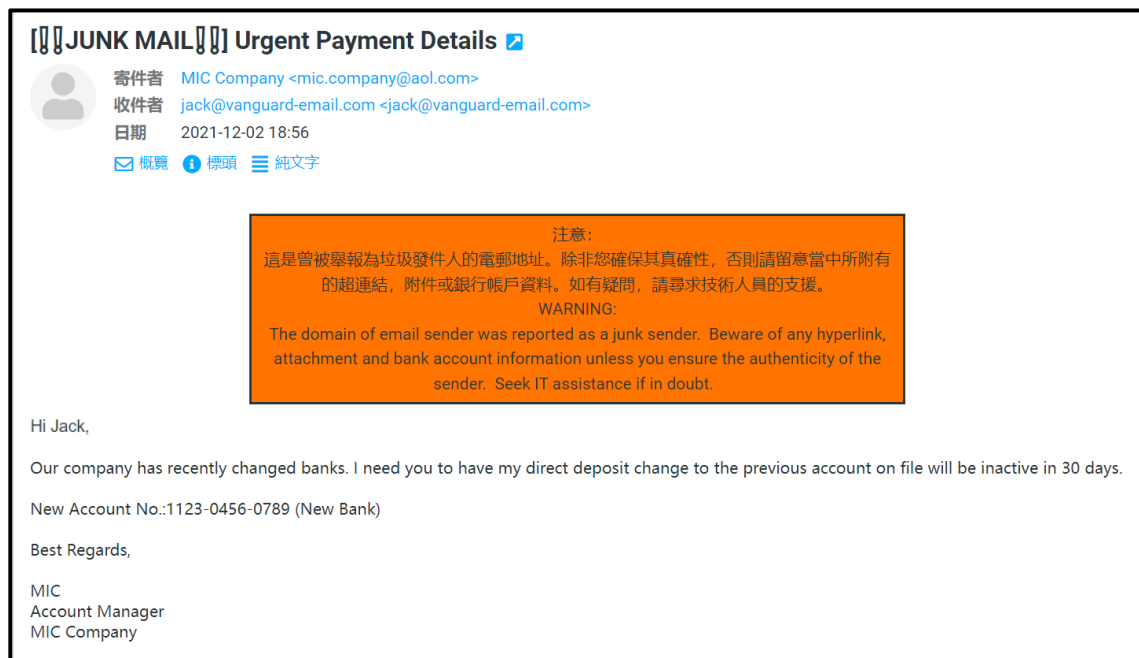 [‼JUNK MAIL‼] Urgent Payment Details
寄件者 MIC Company <mic.company@aol.com>
收件者 jack@vanguard-email.com <jack@vanguard-email.com>
日期 2021-12-02 18:56
概覽 標頭 純文字
注意：
這是曾被舉報為垃圾發件人的電郵地址。除非您確保其真確性，否則請留意當中所附有
的超連結，附件或銀行帳戶資料。如有疑問，請尋求技術人員的支援。
WARNING:
The domain of email sender was reported as a junk sender. Beware of any hyperlink,
attachment and bank account information unless you ensure the authenticity of the
sender. Seek IT assistance if in doubt.
Hi Jack,
Our company has recently changed banks. I need you to have my direct deposit change to the previous account on file will be inactive in 30 days.
New Account No.:1123-0456-0789 (New Bank)
Best Regards,
MIC
Account Manager
MIC Company